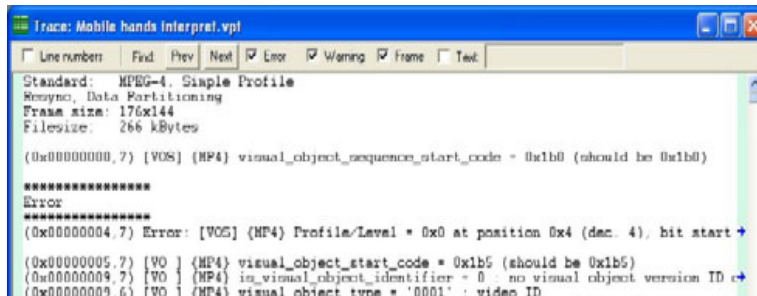 Trace: Mobile hands interpret.vpt
Line numbers Find: Prev Next Error Warning Frame Text:
Standard: MPEG-4, Simple Profile
Resync, Data Partitioning
Frame size: 176x144
Filesize: 266 kBytes
(0x00000000,7) [VOS] {MP4} visual_object_sequence_start_code = 0x1b0 (should be 0x1b0)
****************
Error
****************
(0x00000004,7) Error: [VOS] {MP4} Profile/Level = 0x0 at position 0x4 (dec. 4), bit start
(0x00000005,7) [VO ] {MP4} visual_object_start_code = 0x1b5 (should be 0x1b5)
(0x00000009,7) [VO ] {MP4} is_visual_object_identifier = 0 : no visual object version ID
(0x00000009,6) [VO ] {MP4} visual_object_type = '0001' : video ID